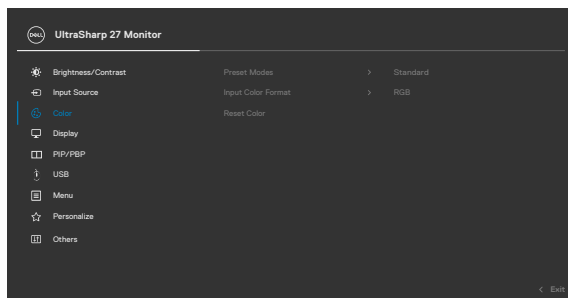 DELL UltraSharp 27 Monitor
Brightness/Contrast Preset Modes > Standard
Input Source Input Color Format > RGB
Color Reset Color
Display
PIP/PBP
USB
Menu
Personalize
Others
< Exit